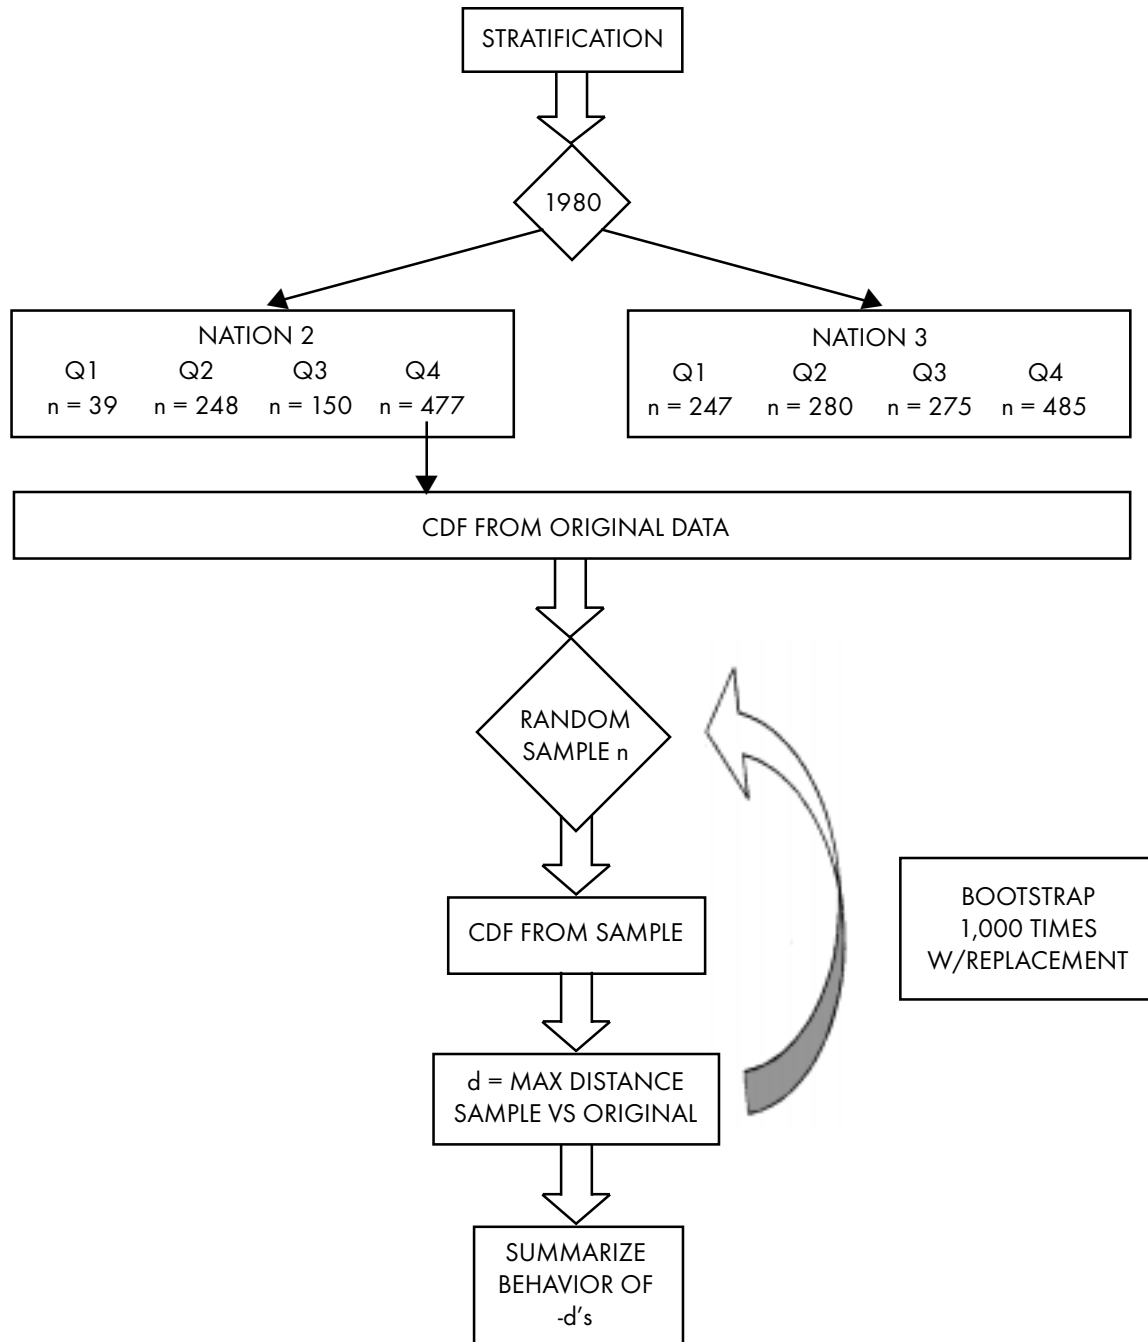 STRATIFICATION
1980
NATION 2
Q1 Q2 Q3 Q4
n = 39 n = 248 n = 150 n = 477
NATION 3
Q1 Q2 Q3 Q4
n = 247 n = 280 n = 275 n = 485
CDF FROM ORIGINAL DATA
RANDOM
SAMPLE n
CDF FROM SAMPLE
d = MAX DISTANCE
SAMPLE VS ORIGINAL
BOOTSTRAP
1,000 TIMES
W/REPLACEMENT
SUMMARIZE
BEHAVIOR OF
-d's